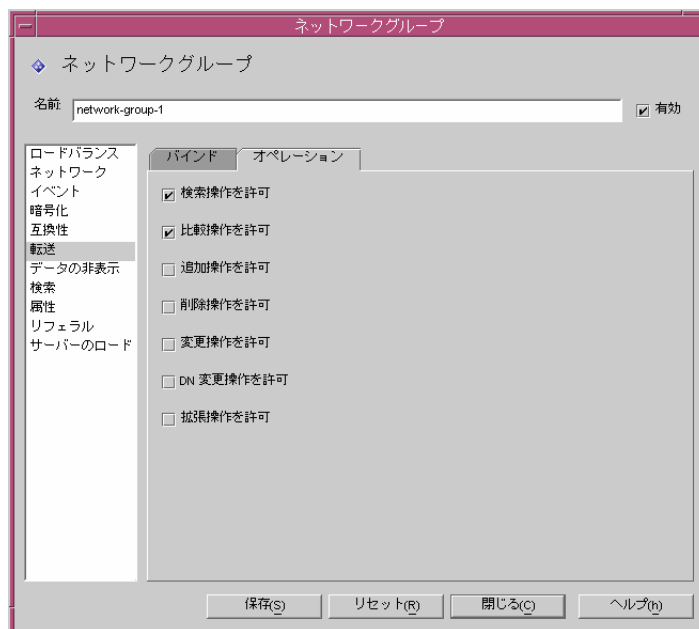 ネットワークグループ
ネットワークグループ
名前 network-group-1 有効
ロードバランス
ネットワーク
イベント
暗号化
互換性
転送
データの非表示
検索
属性
リフェラル
サーバーのロード
バインド オペレーション
検索操作を許可
比較操作を許可
追加操作を許可
削除操作を許可
変更操作を許可
DN 変更操作を許可
拡張操作を許可
保存(S) リセット(R) 閉じる(C) ヘルプ(h)